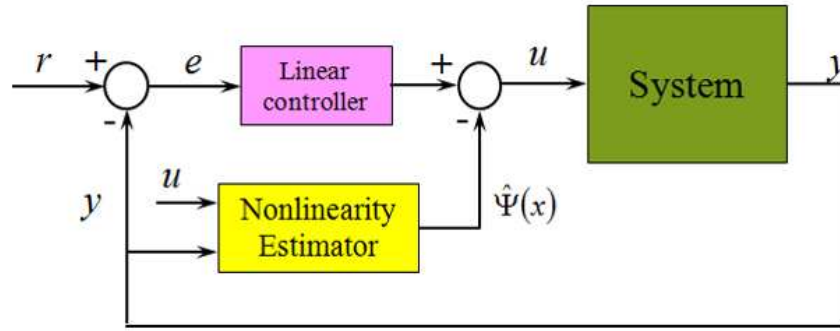 r
+
-
e
Linear
controller
+
-
u
System
y
y
u
Nonlinearity
Estimator
Ψ̂(x)